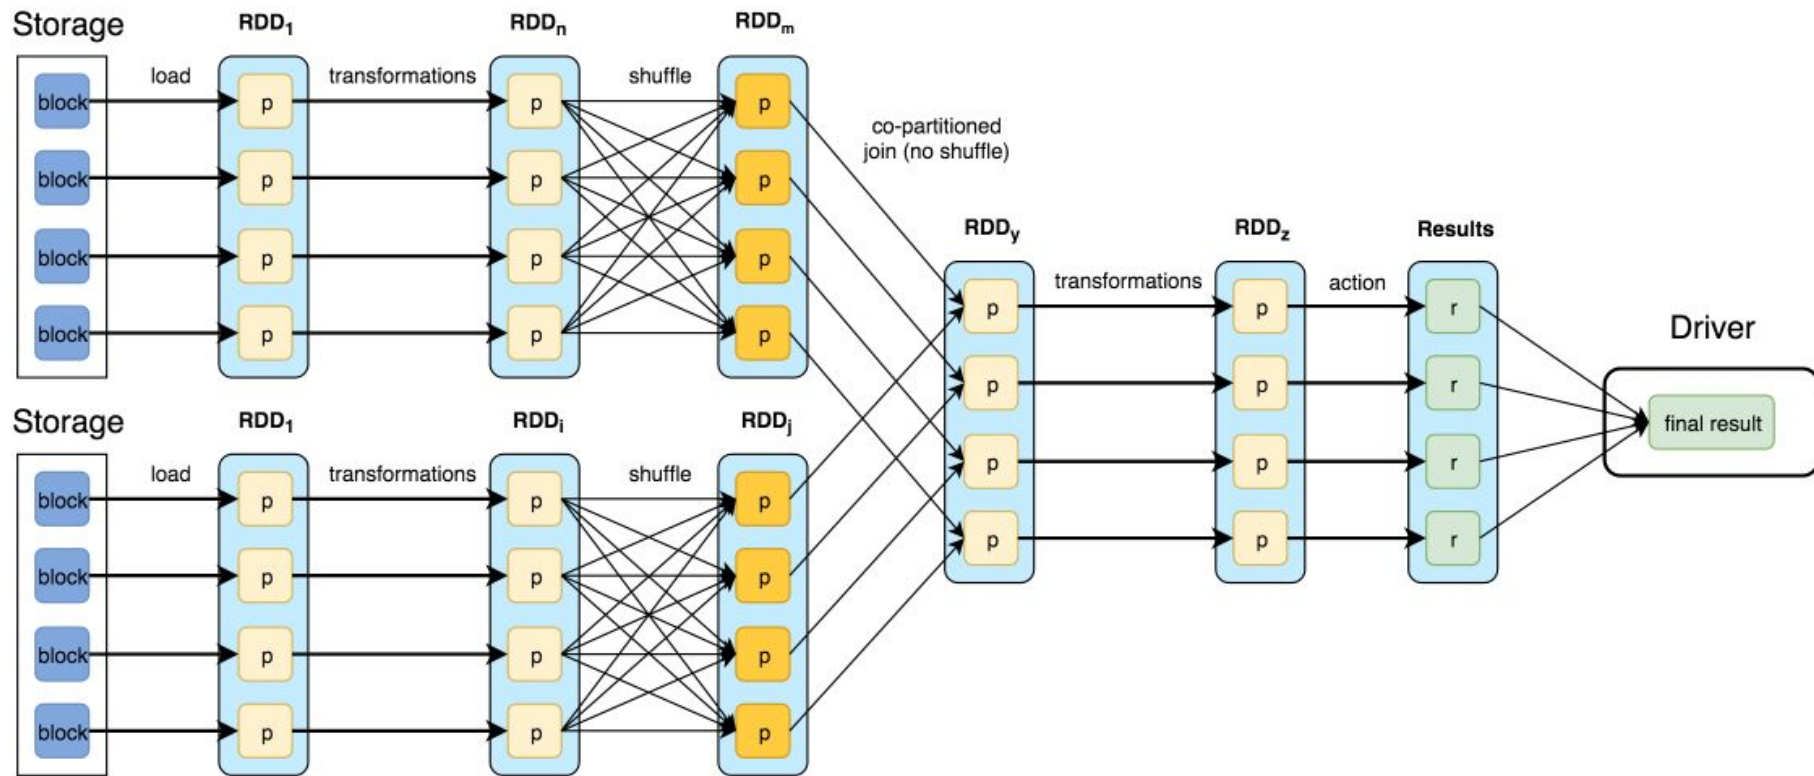 Storage
RDD1
RDDn
RDDm
load
transformations
shuffle
block
p
p
p
block
p
p
p
block
p
p
p
block
p
p
p
co-partitioned
join (no shuffle)
RDDy
RDDz
Results
transformations
action
p
p
r
p
p
r
p
p
r
p
p
r
Driver
final result
Storage
RDD1
RDDi
RDDj
load
transformations
shuffle
block
p
p
p
block
p
p
p
block
p
p
p
block
p
p
p